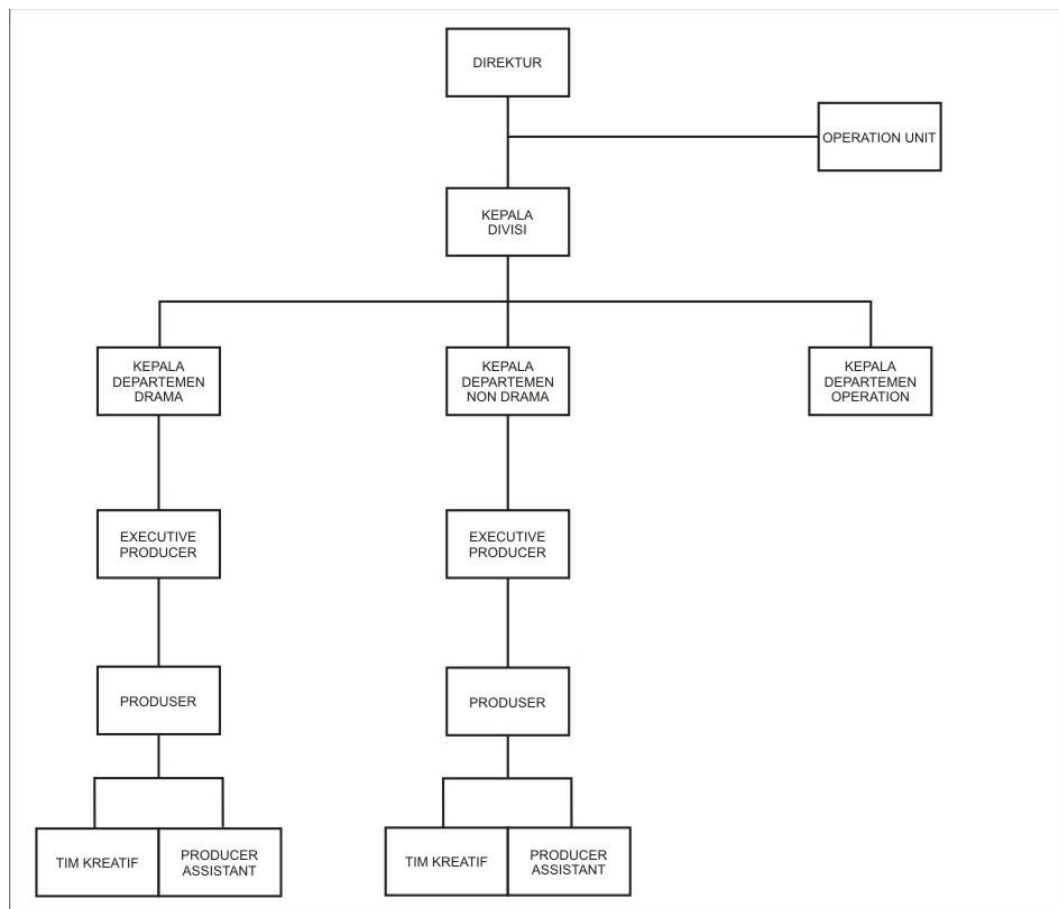 DIREKTUR
OPERATION UNIT
KEPALA
DIVISI
KEPALA
DEPARTEMEN
DRAMA
KEPALA
DEPARTEMEN
NON DRAMA
KEPALA
DEPARTEMEN
OPERATION
EXECUTIVE
PRODUCER
EXECUTIVE
PRODUCER
PRODUSER
PRODUSER
TIM KREATIF
PRODUCER
ASSISTANT
TIM KREATIF
PRODUCER
ASSISTANT